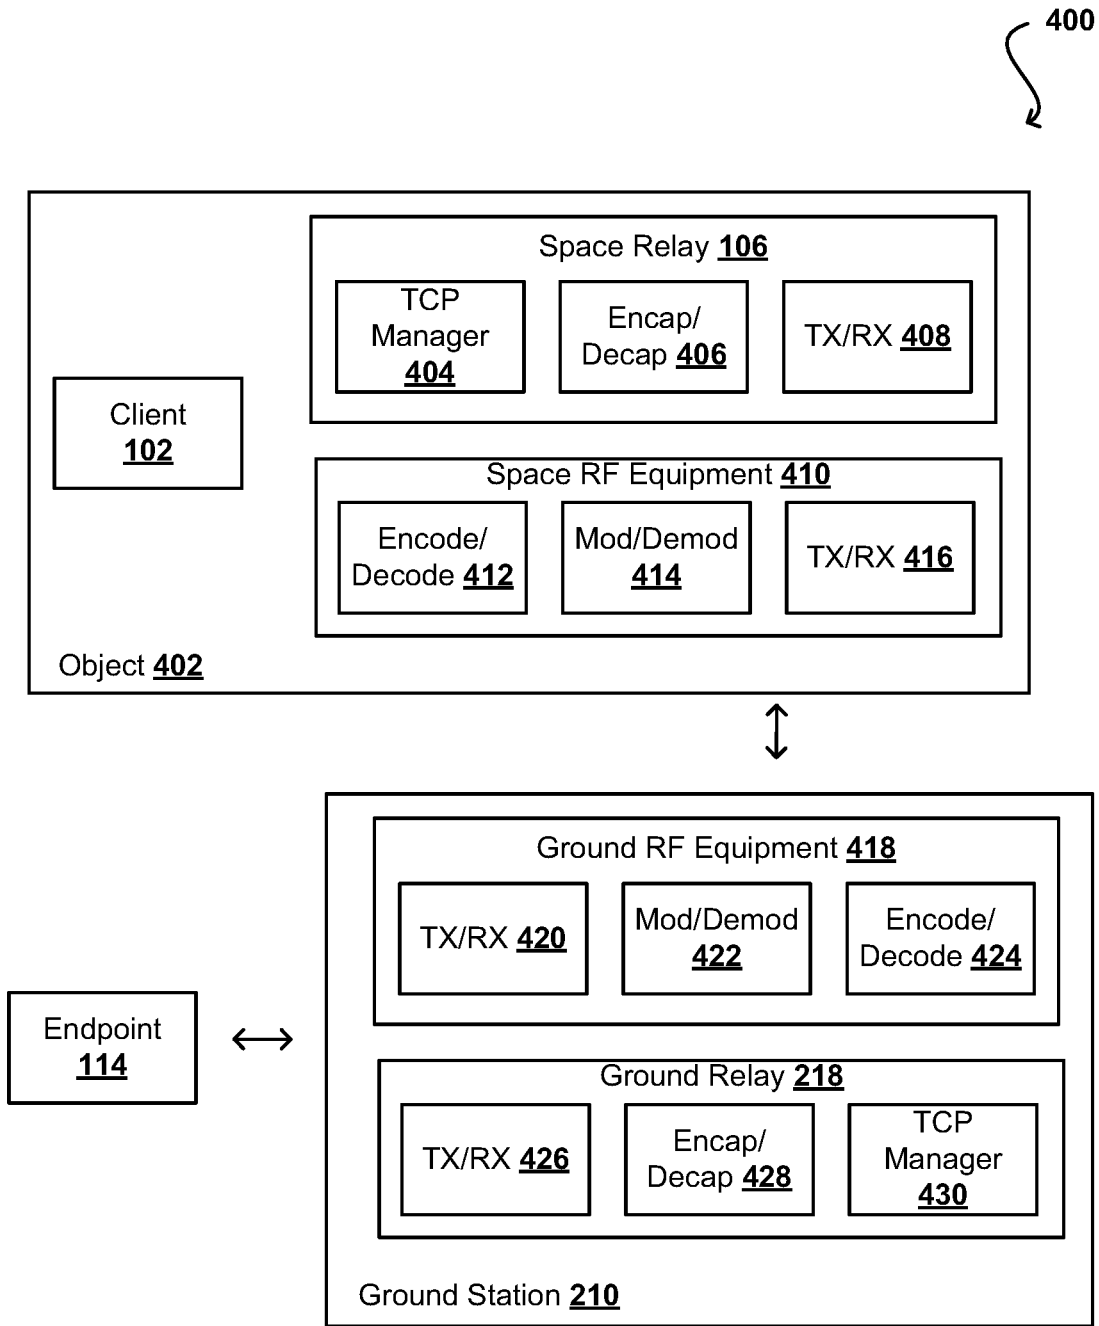 400
Space Relay 106
TCP
Manager
404
Encap/
Decap 406
TX/RX 408
Client
102
Space RF Equipment 410
Encode/
Decode 412
Mod/Demod
414
TX/RX 416
Object 402
Ground RF Equipment 418
TX/RX 420
Mod/Demod
422
Encode/
Decode 424
Endpoint
114
Ground Relay 218
TX/RX 426
Encap/
Decap 428
TCP
Manager
430
Ground Station 210